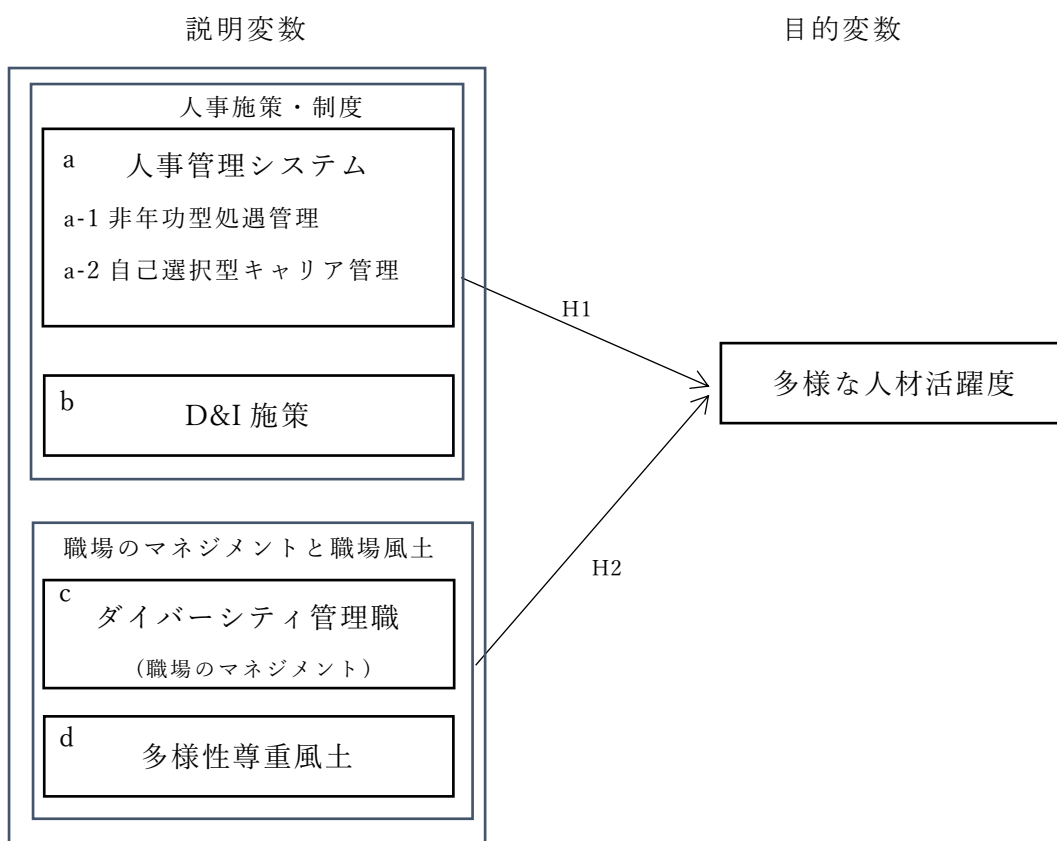 説明変数
目的変数
人事施策・制度
a
人事管理システム
a-1 非年功型処遇管理
a-2 自己選択型キャリア管理
H1
多様な人材活躍度
b
D&I 施策
職場のマネジメントと職場風土
H2
c
ダイバーシティ管理職
(職場のマネジメント)
d
多様性尊重風土